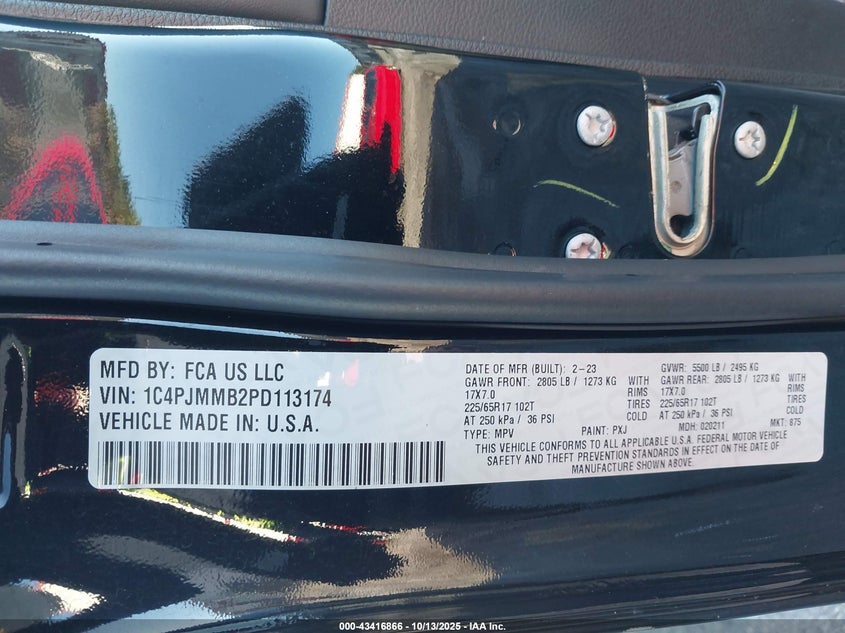 MFD BY: FCA US LLC
VIN: 1C4PJMMB2PD113174
VEHICLE MADE IN: U.S.A.
DATE OF MFR (BUILT): 2-23
GVWR: 5500 LB / 2495 KG
GAWR FRONT: 2805 LB / 1273 KG WITH
GAWR REAR: 2805 LB / 1273 KG WITH
17X7.0 RIMS
17X7.0 RIMS
225/65R17 102T TIRES
225/65R17 102T TIRES
AT 250 kPa / 36 PSI COLD
AT 250 kPa / 36 PSI COLD
TYPE: MPV PAINT: PXJ MDH: 020211 MKT: 875
THIS VEHICLE CONFORMS TO ALL APPLICABLE U.S.A. FEDERAL MOTOR VEHICLE
SAFETY AND THEFT PREVENTION STANDARDS IN EFFECT ON THE DATE OF
MANUFACTURE SHOWN ABOVE.
000-43416866 - 10/13/2025 - IAA Inc.